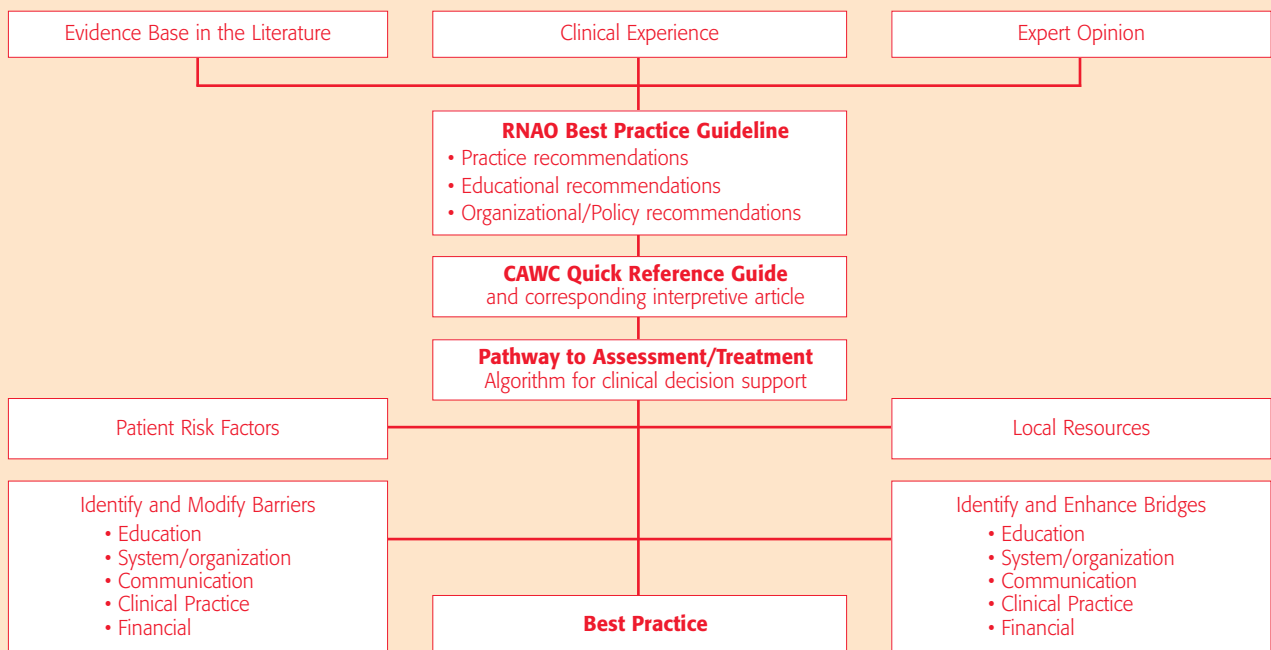 Evidence Base in the Literature
Clinical Experience
Expert Opinion
RNAO Best Practice Guideline
• Practice recommendations
• Educational recommendations
• Organizational/Policy recommendations
CAWC Quick Reference Guide
and corresponding interpretive article
Pathway to Assessment/Treatment
Algorithm for clinical decision support
Patient Risk Factors
Local Resources
Identify and Modify Barriers
• Education
• System/organization
• Communication
• Clinical Practice
• Financial
Identify and Enhance Bridges
• Education
• System/organization
• Communication
• Clinical Practice
• Financial
Best Practice